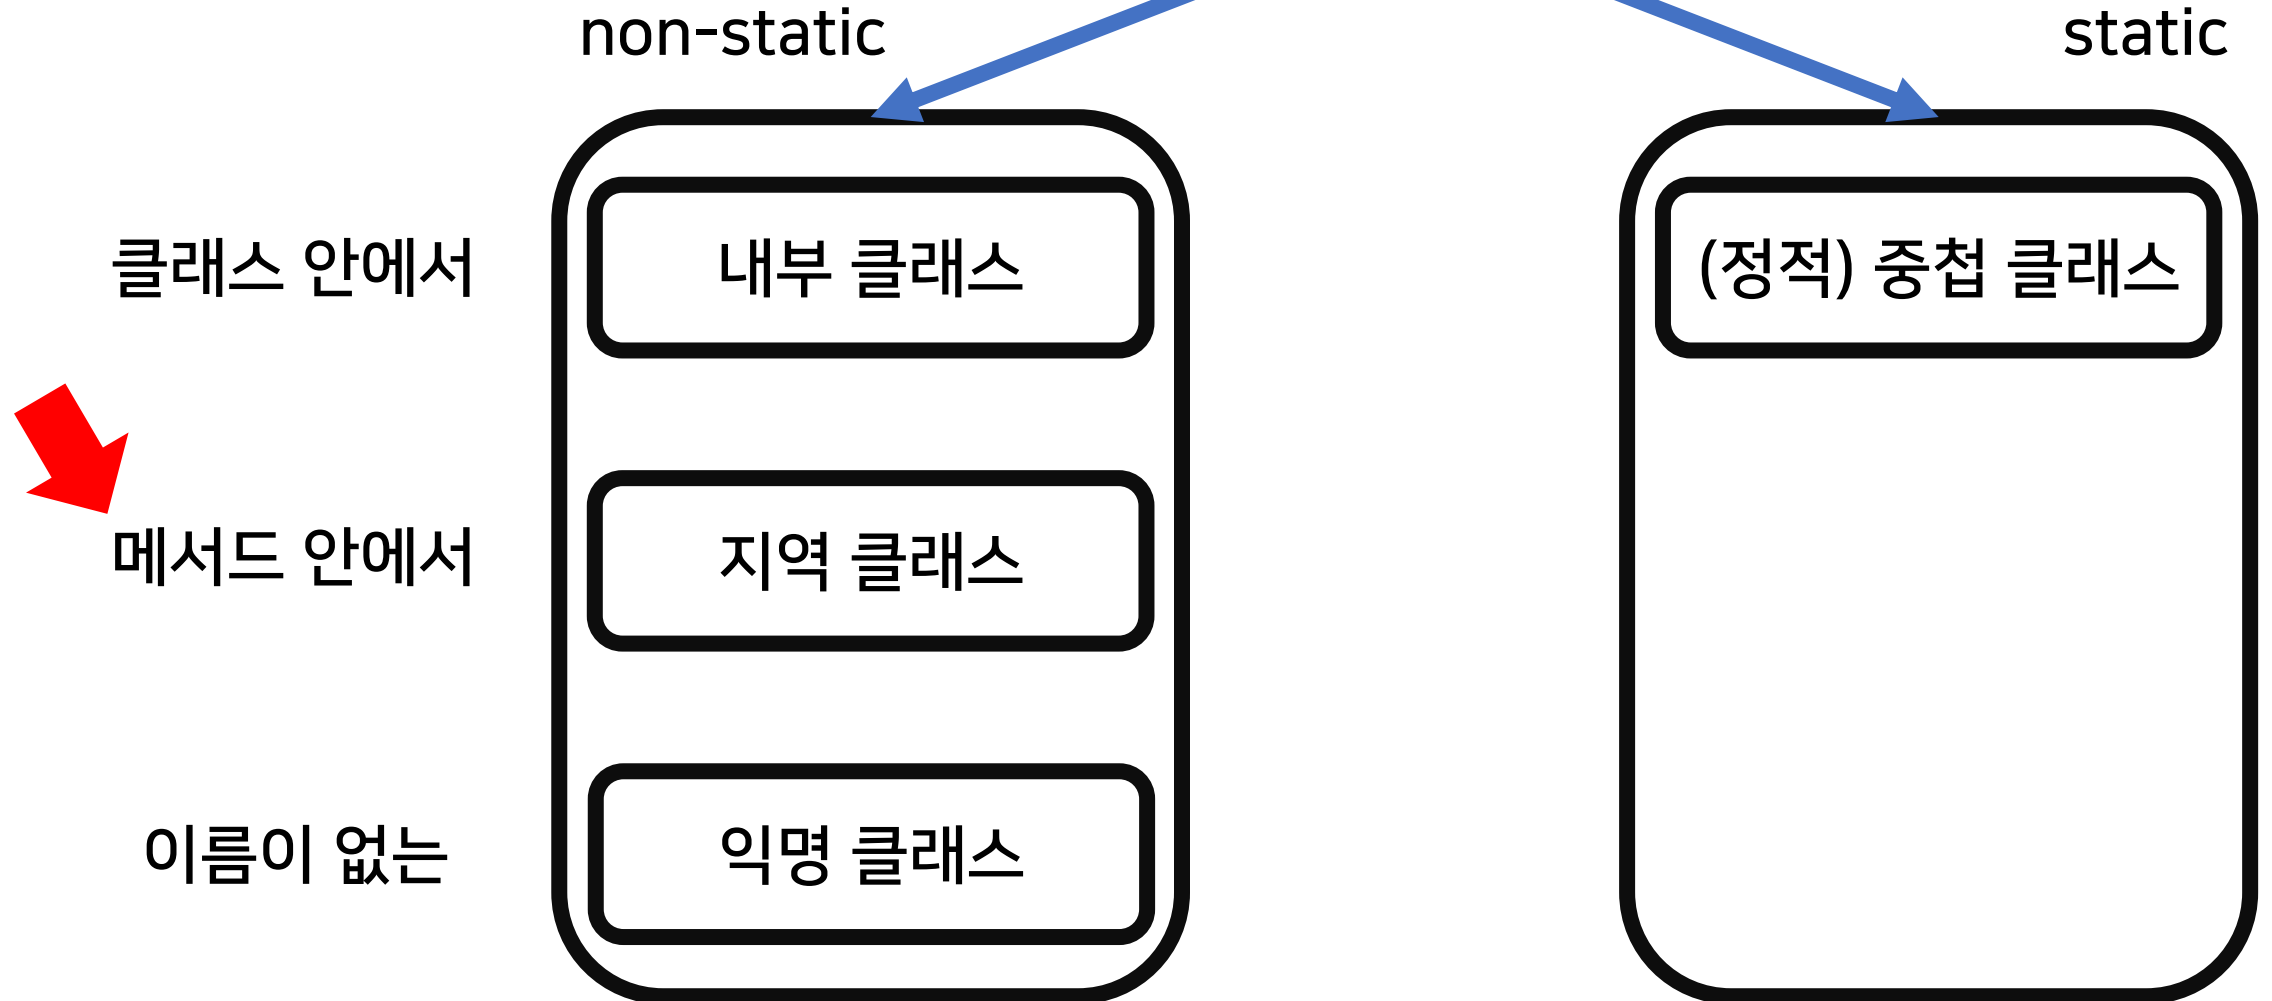 non-static
static
클래스 안에서
내부 클래스
(정적) 중첩 클래스
메서드 안에서
지역 클래스
이름이 없는
익명 클래스